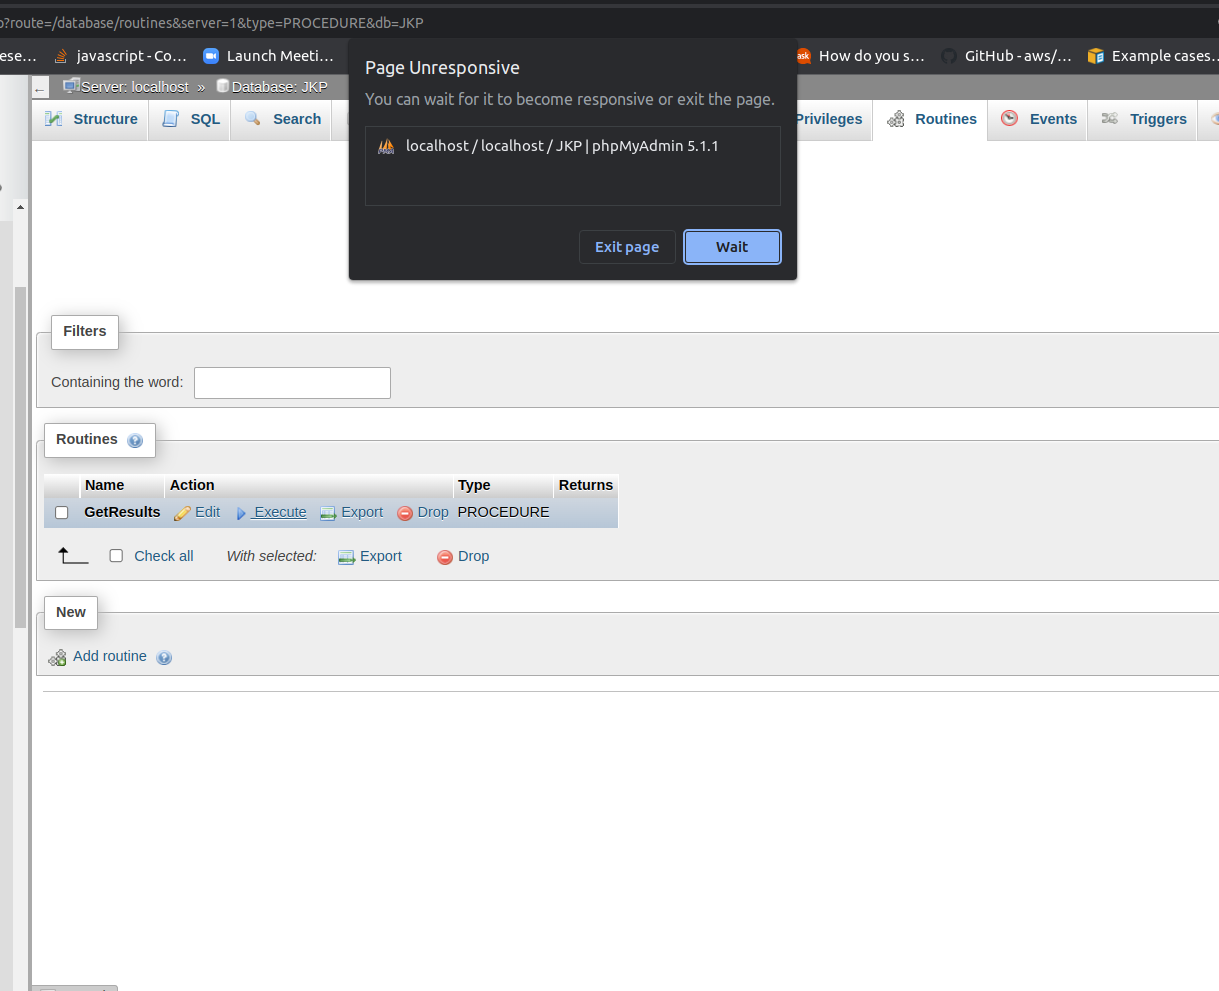 p?route=/database/routines&server=1&type=PROCEDURE&db=JKP
ese... javascript - Co... Launch Meeti... ask How do you s... GitHub - aws/... Example cases...
Page Unresponsive
You can wait for it to become responsive or exit the page.
localhost / localhost / JKP | phpMyAdmin 5.1.1
Exit page Wait
← Server: localhost » Database: JKP
Structure SQL Search Privileges Routines Events Triggers
Filters
Containing the word:
Routines
Name Action Type Returns
GetResults Edit Execute Export Drop PROCEDURE
Check all With selected: Export Drop
New
Add routine